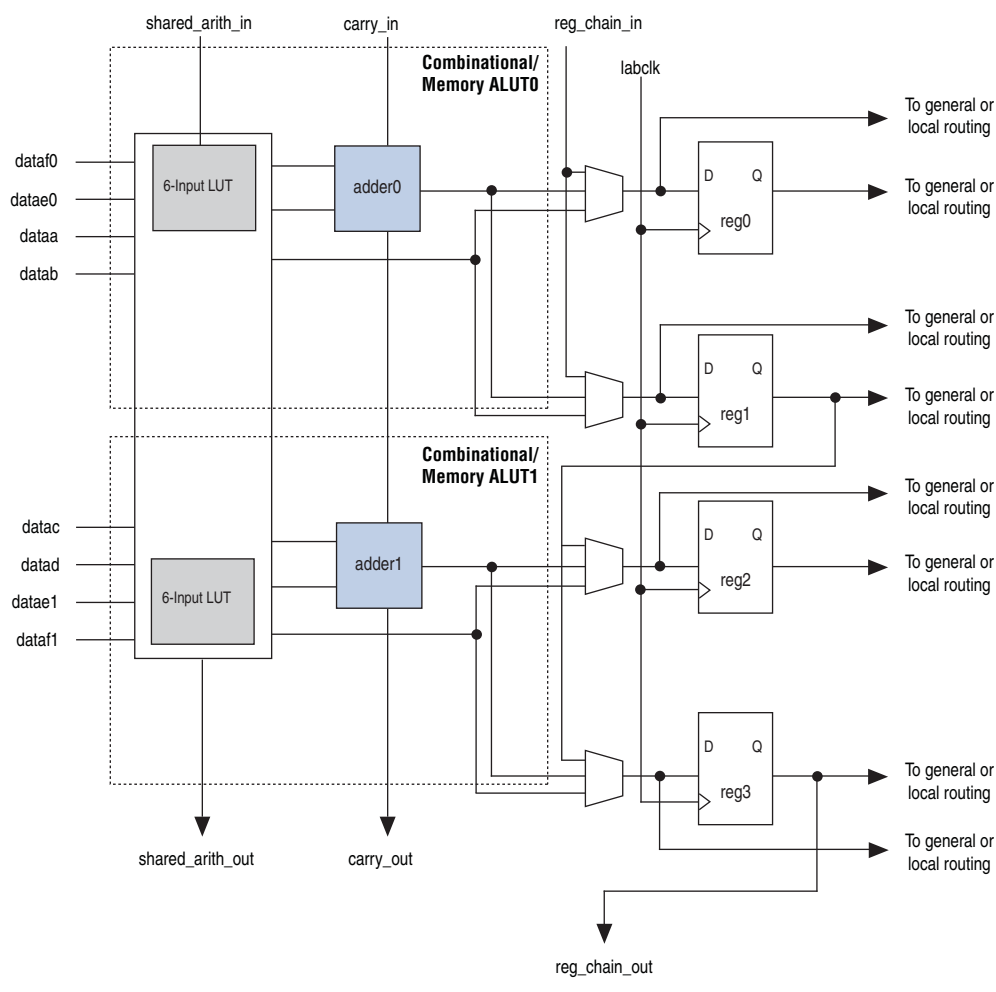 shared_arith_in
carry_in
reg_chain_in
labclk
Combinational/
Memory ALUT0
dataf0
datae0
dataa
datab
6-Input LUT
adder0
D
Q
reg0
To general or
local routing
To general or
local routing
D
Q
reg1
To general or
local routing
To general or
local routing
Combinational/
Memory ALUT1
datac
datad
datae1
dataf1
6-Input LUT
adder1
D
Q
reg2
To general or
local routing
To general or
local routing
D
Q
reg3
To general or
local routing
To general or
local routing
shared_arith_out
carry_out
reg_chain_out